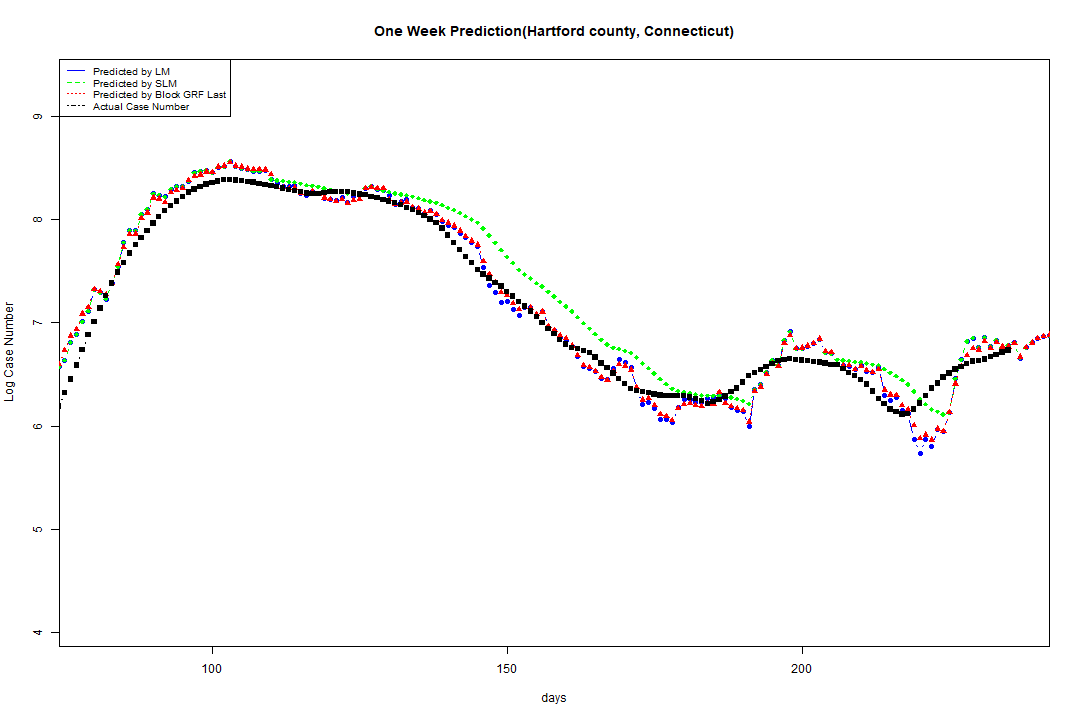 One Week Prediction(Hartford county, Connecticut)
Predicted by LM
Predicted by SLM
Predicted by Block GRF Last
Actual Case Number
Log Case Number
9
8
7
6
5
4
100
150
200
days